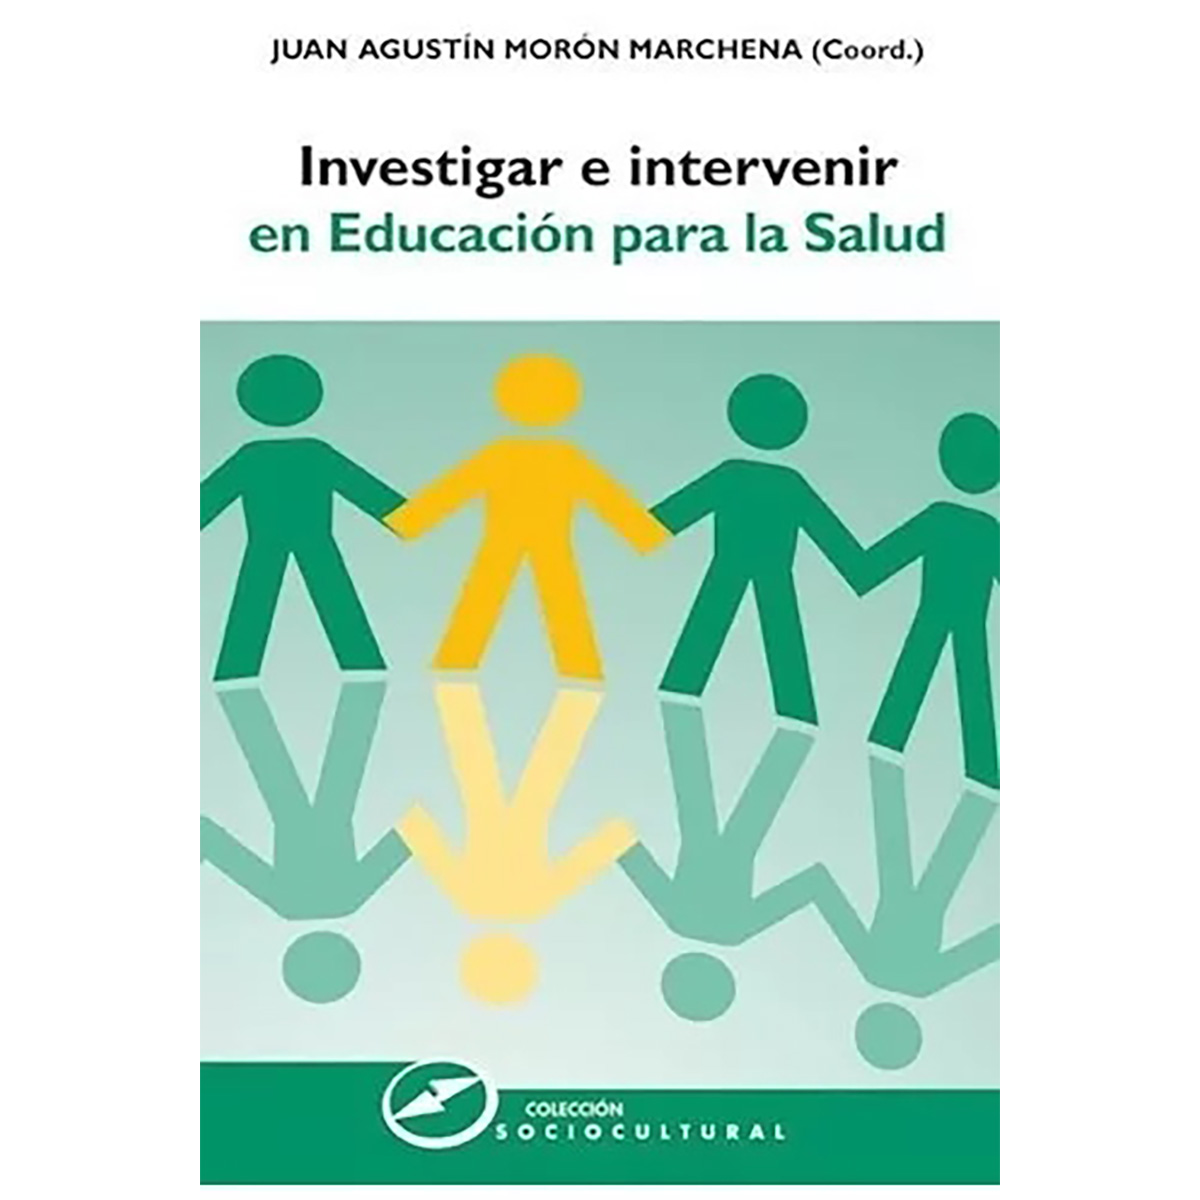 JUAN AGUSTÍN MORÓN MARCHENA (Coord.)
Investigar e intervenir
en Educación para la Salud
COLECCIÓN
SOCIOCULTURAL